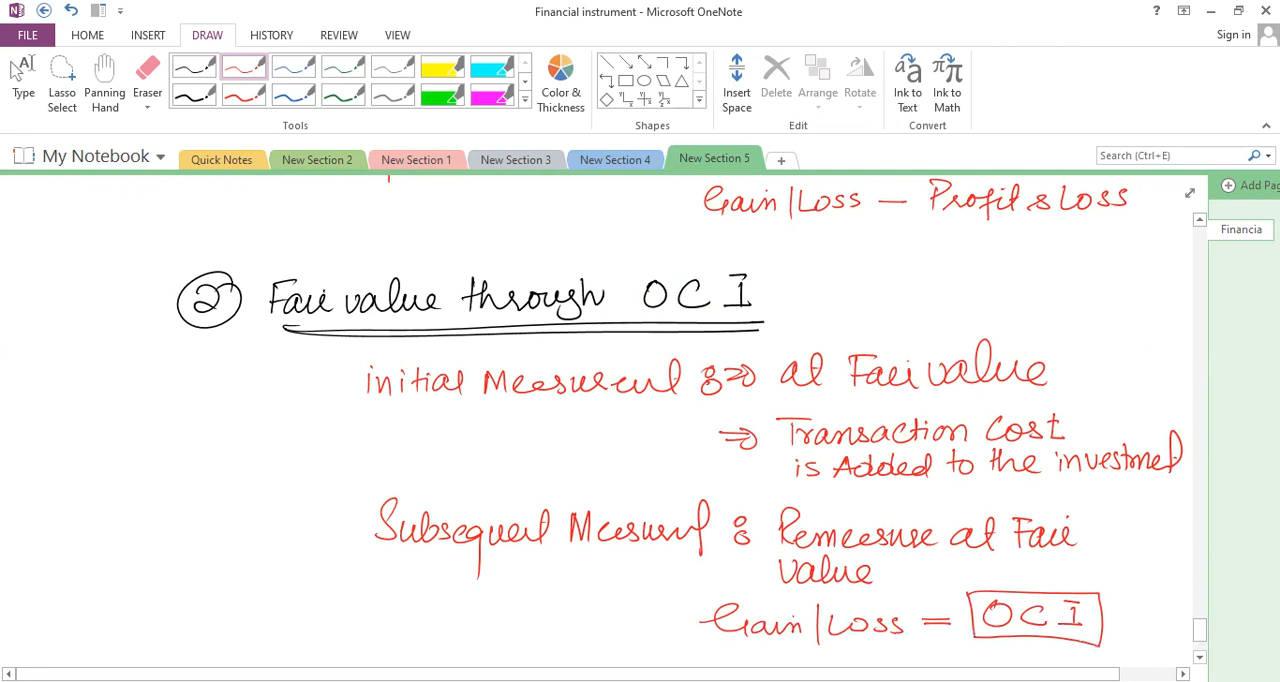 Financial instrument - Microsoft OneNote
Sign in
FILE HOME INSERT DRAW HISTORY REVIEW VIEW
Type Lasso Select Panning Hand Eraser Color & Thickness Insert Space Delete Arrange Rotate Ink to Text Ink to Math
Tools Shapes Edit Convert
My Notebook Quick Notes New Section 2 New Section 1 New Section 3 New Section 4 New Section 5 Search (Ctrl+E)
Add Pag
Financia
Gain/Loss — Profit & Loss
② Fair value through OCI
initial Measurement :⇒ at Fair value
⇒ Transaction Cost
is Added to the investment
Subsequent Measurement : Remeasure at Fair
value
Gain/Loss = OCI